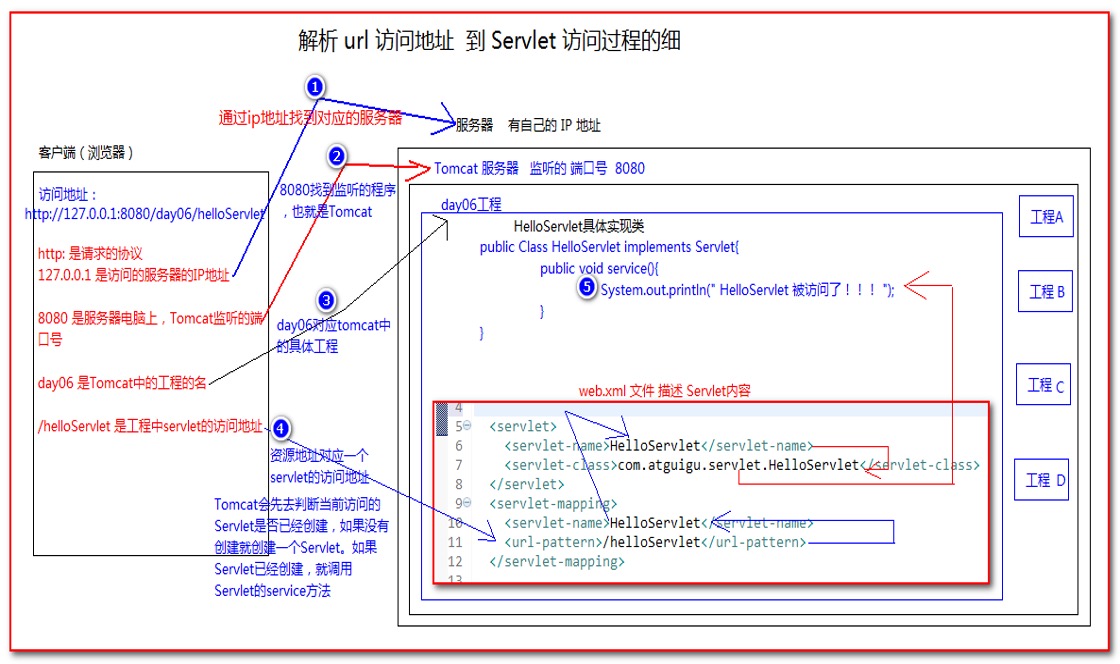 解析 url 访问地址 到 Servlet 访问过程的细
1
通过ip地址找到对应的服务器
服务器 有自己的 IP 地址
客户端（浏览器）
访问地址：
http://127.0.0.1:8080/day06/helloServlet
http: 是请求的协议
127.0.0.1 是访问的服务器的IP地址
8080 是服务器电脑上，Tomcat监听的端
口号
day06 是Tomcat中的工程的名
/helloServlet 是工程中servlet的访问地址
2
8080找到监听的程序
，也就是Tomcat
3
day06对应tomcat中
的具体工程
4
资源地址对应一个
servlet的访问地址
Tomcat会先去判断当前访问的
Servlet是否已经创建，如果没有
创建就创建一个Servlet。如果
Servlet已经创建，就调用
Servlet的service方法
Tomcat 服务器 监听的 端口号 8080
day06工程
HelloServlet具体实现类
public Class HelloServlet implements Servlet{
public void service(){
5
System.out.println(" HelloServlet 被访问了！！！ ");
}
}
web.xml 文件 描述 Servlet内容
4
5 <servlet>
6 <servlet-name>HelloServlet</servlet-name>
7 <servlet-class>com.atguigu.servlet.HelloServlet</servlet-class>
8 </servlet>
9 <servlet-mapping>
10 <servlet-name>HelloServlet</servlet-name>
11 <url-pattern>/helloServlet</url-pattern>
12 </servlet-mapping>
13
工程A
工程 B
工程 C
工程 D